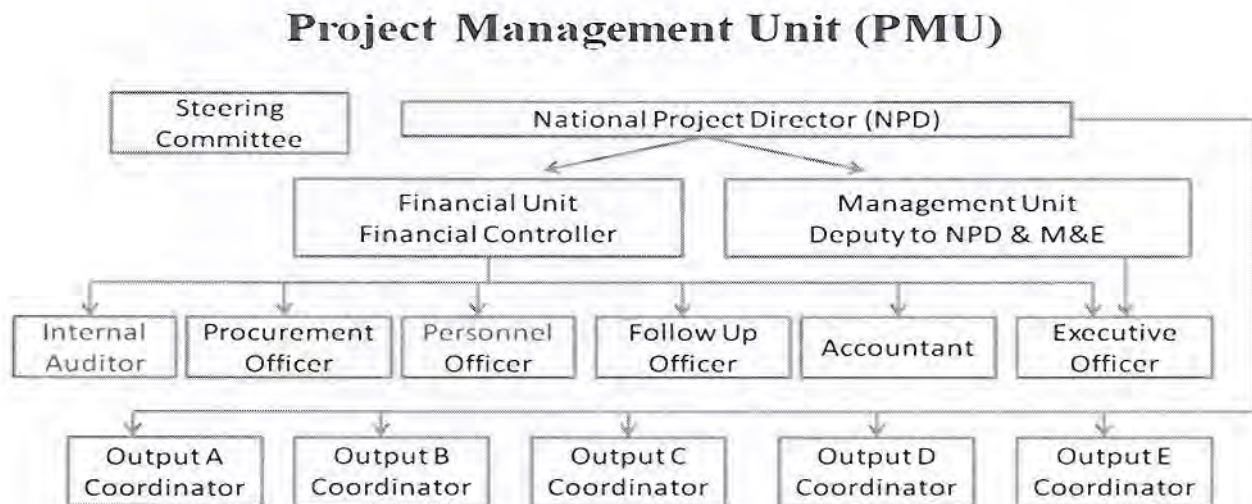 Project Management Unit (PMU)
Steering
Committee
National Project Director (NPD)
Financial Unit
Financial Controller
Management Unit
Deputy to NPD & M&E
Internal
Auditor
Procurement
Officer
Personnel
Officer
Follow Up
Officer
Accountant
Executive
Officer
Output A
Coordinator
Output B
Coordinator
Output C
Coordinator
Output D
Coordinator
Output E
Coordinator